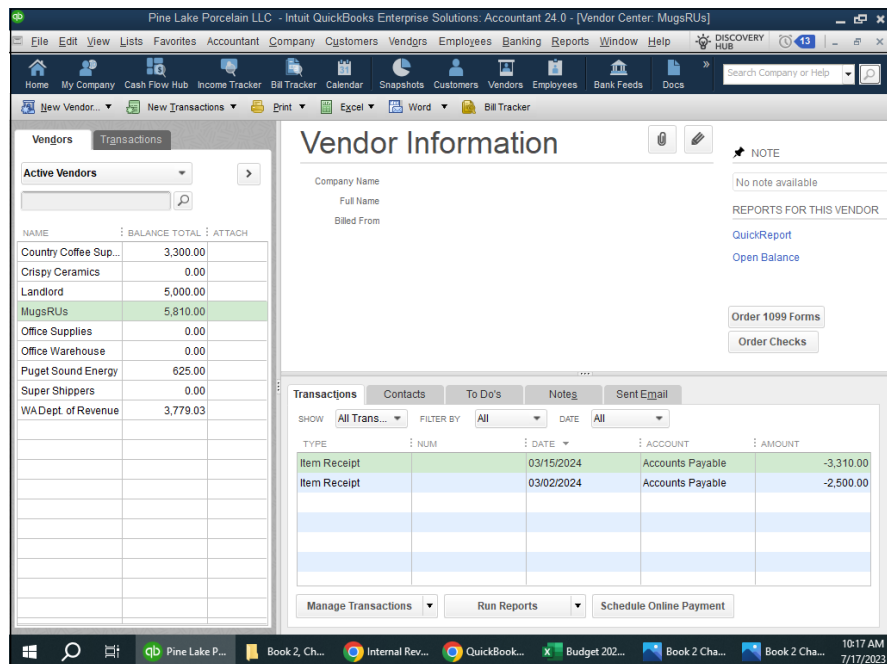 qb Pine Lake Porcelain LLC - Intuit QuickBooks Enterprise Solutions: Accountant 24.0 - [Vendor Center: MugsRUs]
File Edit View Lists Favorites Accountant Company Customers Vendors Employees Banking Reports Window Help DISCOVERY HUB 13
Home My Company Cash Flow Hub Income Tracker Bill Tracker Calendar Snapshots Customers Vendors Employees Bank Feeds Docs » Search Company or Help
31
New Vendor... New Transactions Print Excel Word Bill Tracker
Vendors Transactions
Active Vendors
NAME BALANCE TOTAL ATTACH
Country Coffee Sup... 3,300.00
Crispy Ceramics 0.00
Landlord 5,000.00
MugsRUs 5,810.00
Office Supplies 0.00
Office Warehouse 0.00
Puget Sound Energy 625.00
Super Shippers 0.00
WA Dept. of Revenue 3,779.03
Vendor Information
Company Name
Full Name
Billed From
NOTE
No note available
REPORTS FOR THIS VENDOR
QuickReport
Open Balance
Order 1099 Forms
Order Checks
Transactions Contacts To Do's Notes Sent Email
SHOW All Trans... FILTER BY All DATE All
TYPE NUM DATE ACCOUNT AMOUNT
Item Receipt 03/15/2024 Accounts Payable -3,310.00
Item Receipt 03/02/2024 Accounts Payable -2,500.00
Manage Transactions Run Reports Schedule Online Payment
qb Pine Lake P... Book 2, Ch... Internal Rev... QuickBook... Budget 202... Book 2 Cha... Book 2 Cha... 10:17 AM
7/17/2023